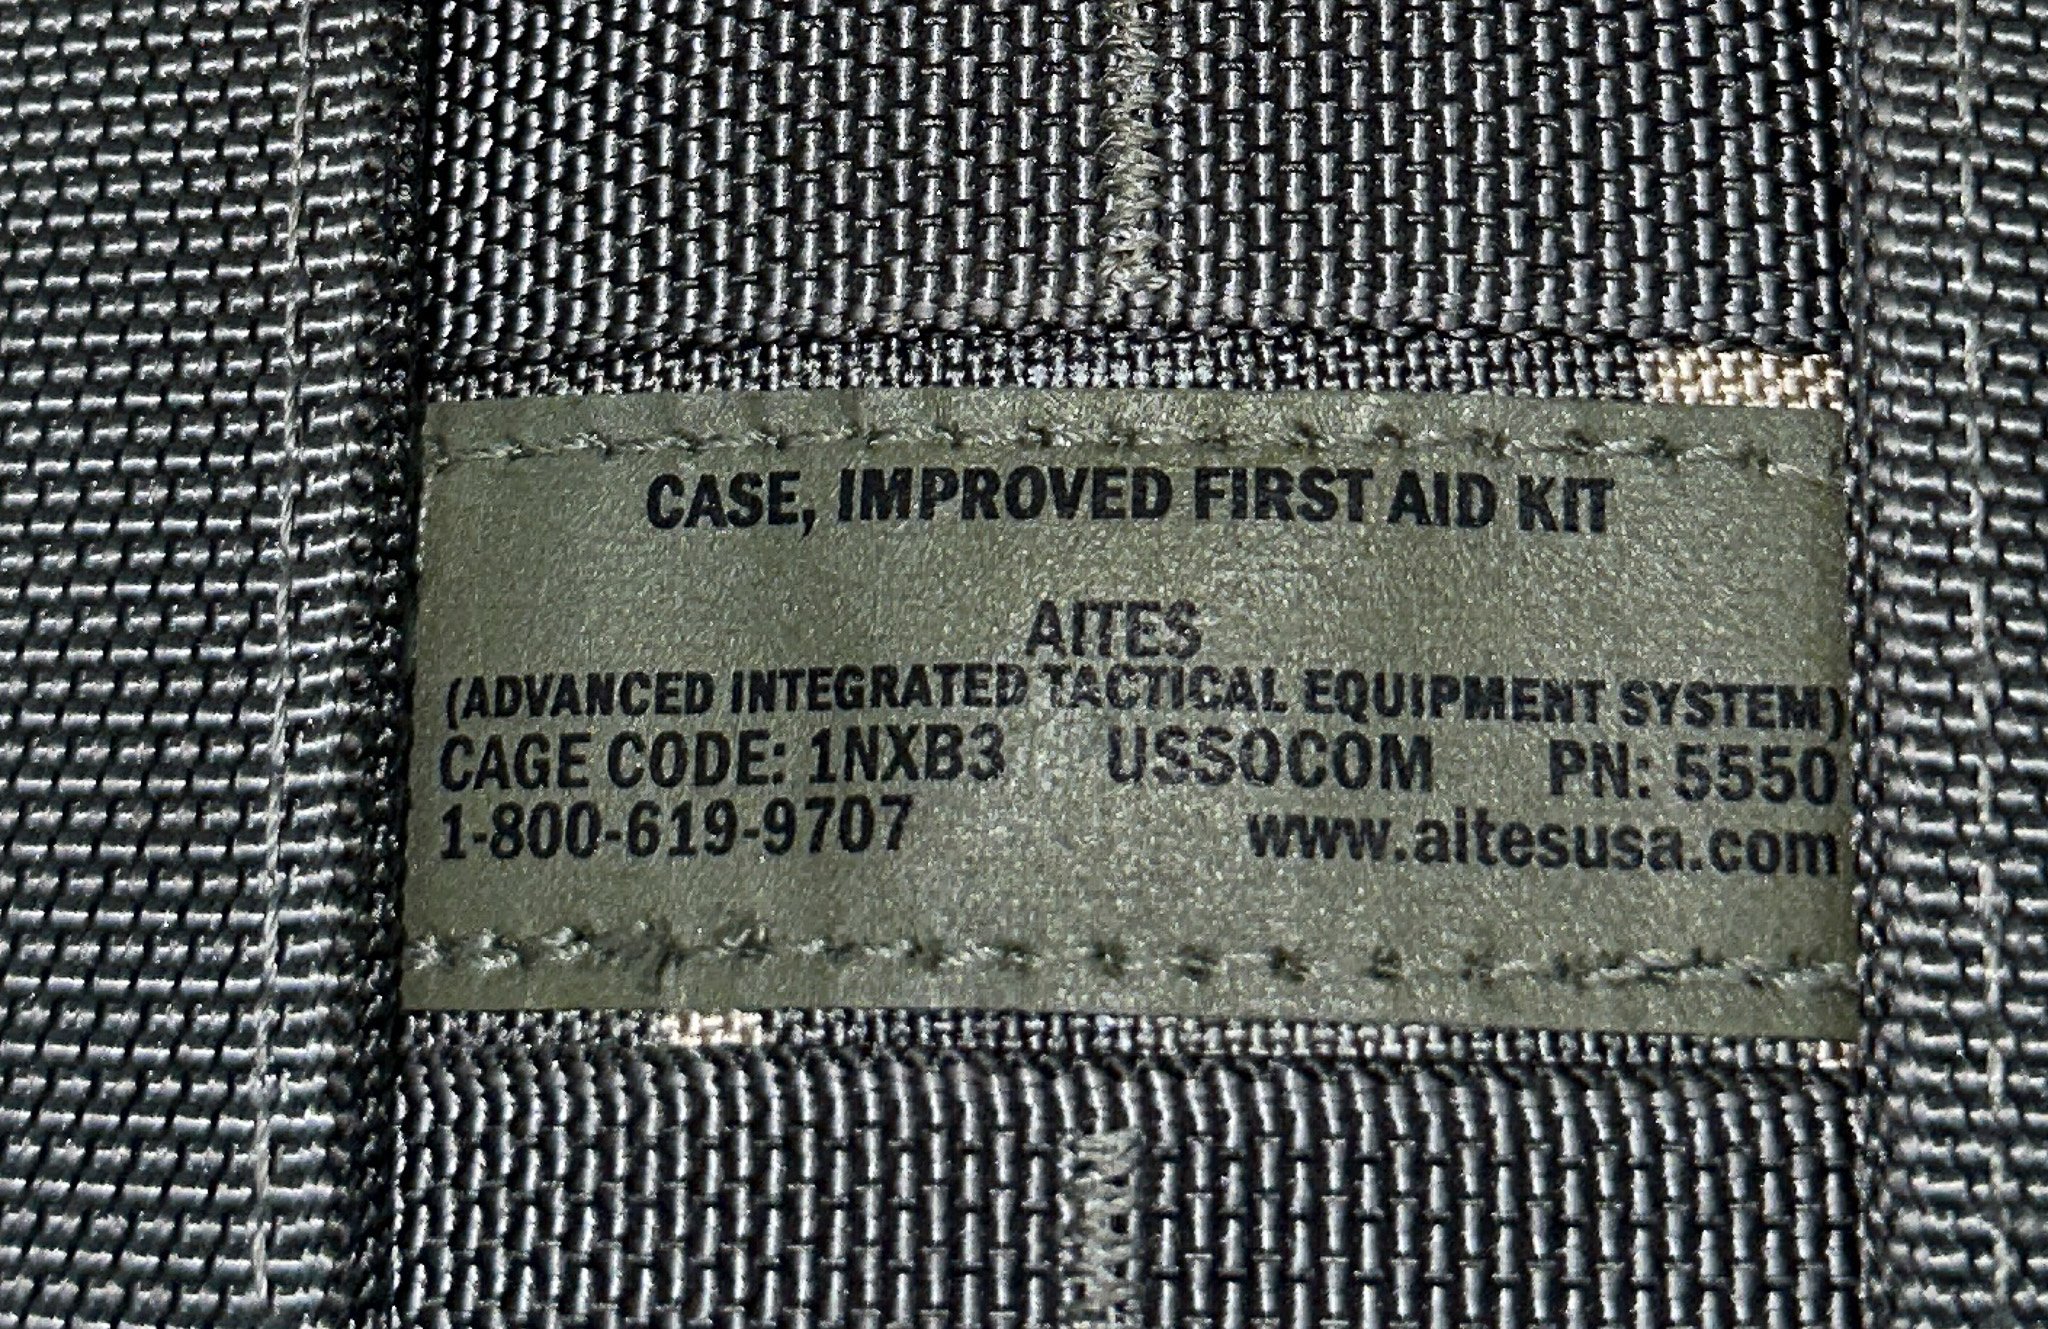 CASE, IMPROVED FIRST AID KIT
AITES
(ADVANCED INTEGRATED TACTICAL EQUIPMENT SYSTEM)
CAGE CODE: 1NXB3 USSOCOM PN: 5550
1-800-619-9707 www.aitesusa.com